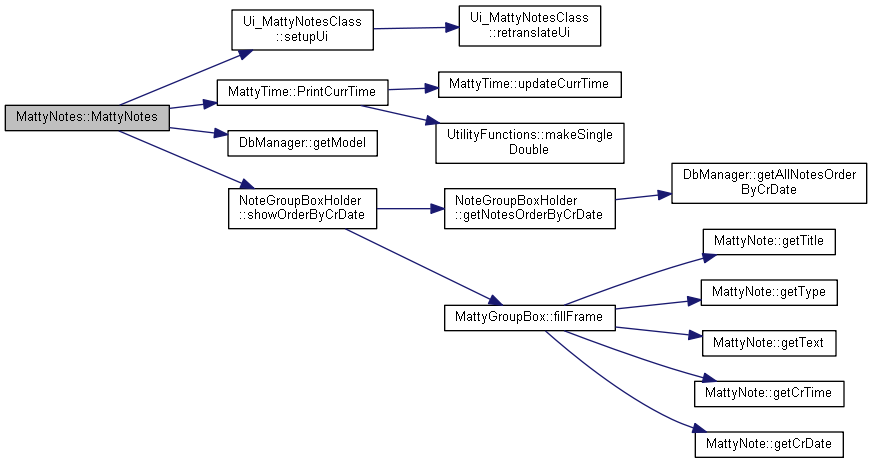 Ui_MattyNotesClass
::setupUi
Ui_MattyNotesClass
::retranslateUi
MattyTime::PrintCurrTime
MattyTime::updateCurrTime
MattyNotes::MattyNotes
UtilityFunctions::makeSingle
Double
DbManager::getModel
DbManager::getAllNotesOrder
ByCrDate
NoteGroupBoxHolder
::showOrderByCrDate
NoteGroupBoxHolder
::getNotesOrderByCrDate
MattyNote::getTitle
MattyNote::getType
MattyGroupBox::fillFrame
MattyNote::getText
MattyNote::getCrTime
MattyNote::getCrDate